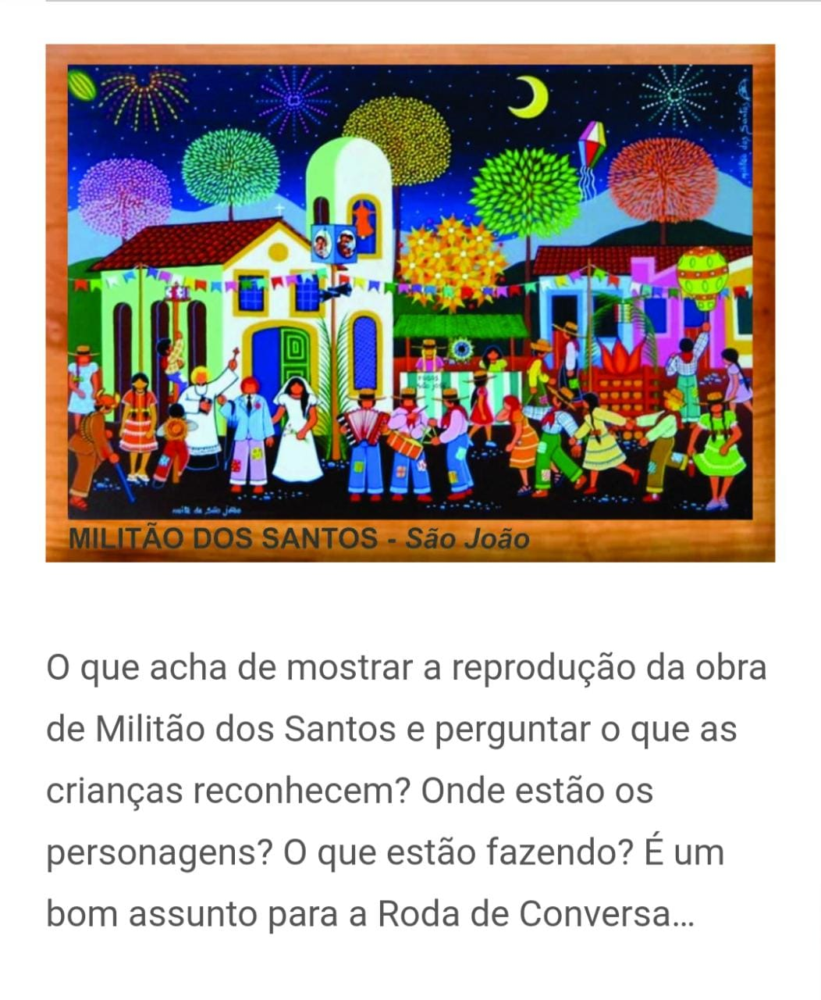 Militão dos Santos
noite de São joão
MILITÃO DOS SANTOS - São João
O que acha de mostrar a reprodução da obra
de Militão dos Santos e perguntar o que as
crianças reconhecem? Onde estão os
personagens? O que estão fazendo? É um
bom assunto para a Roda de Conversa...